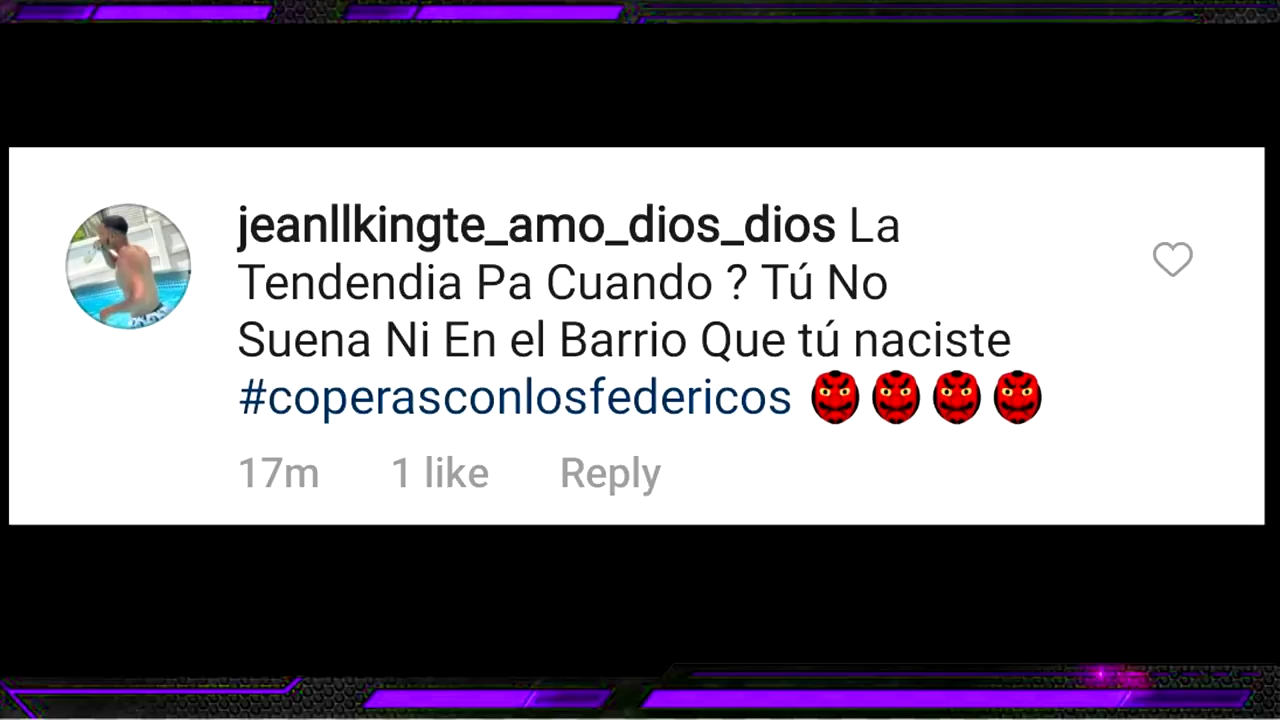 jeanllkingte_amo_dios_dios La
Tendendia Pa Cuando ? Tú No
Suena Ni En el Barrio Que tú naciste
#coperasconlosfedericos 👹👹👹👹
17m 1 like Reply